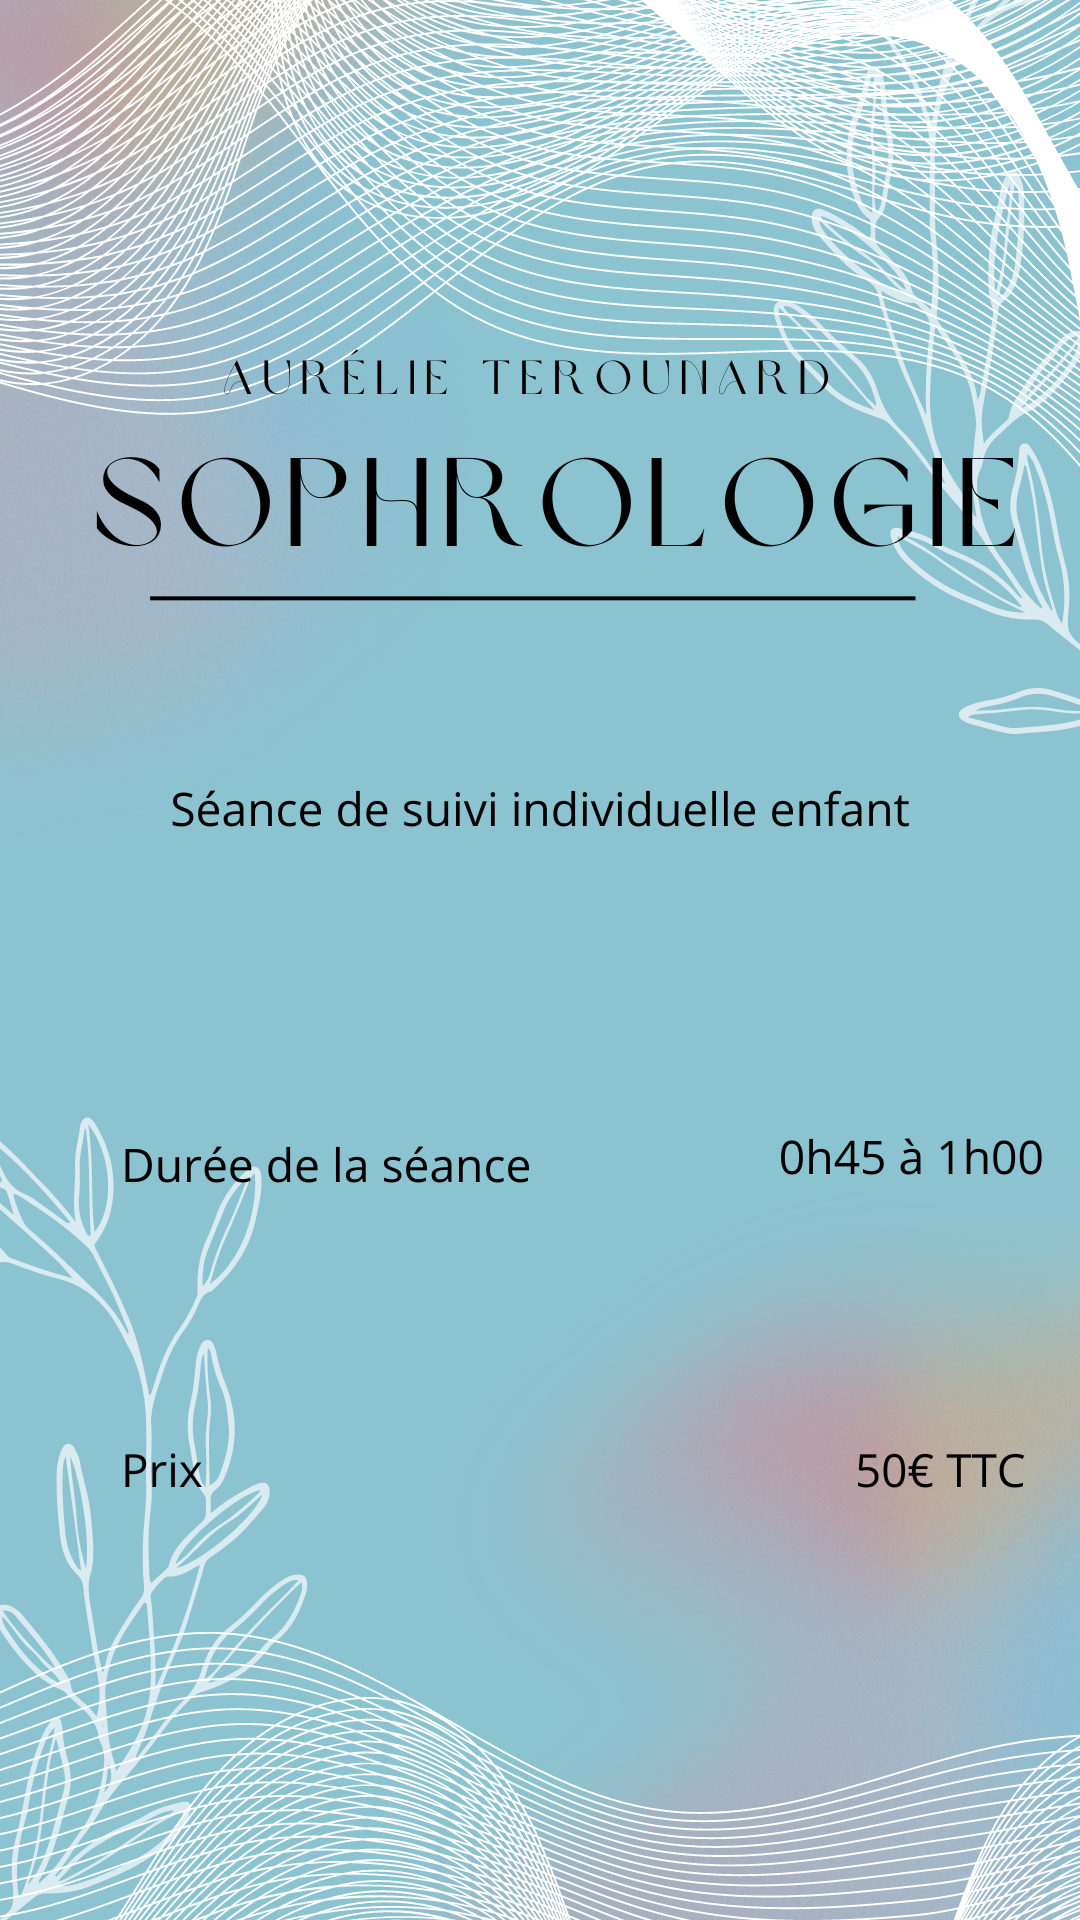 AURÉLIE TEROUNARD
SOPHROLOGIE
Séance de suivi individuelle enfant
Durée de la séance 0h45 à 1h00
Prix 50€ TTC